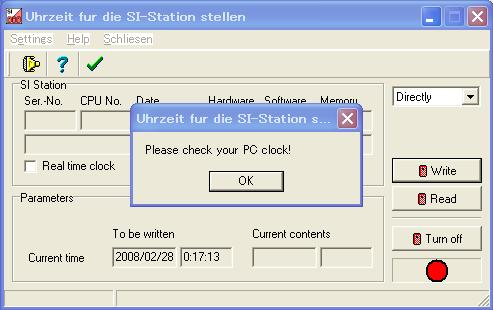 Uhrzeit fur die SI-Station stellen
Settings Help Schliesen
?
SI Station
Ser.-No. CPU No. Date Hardware Software Memory
Directly
Uhrzeit fur die SI-Station s...
Please check your PC clock!
OK
Real time clock
Write
Read
Parameters
To be written Current contents
Current time 2008/02/28 0:17:13
Turn off